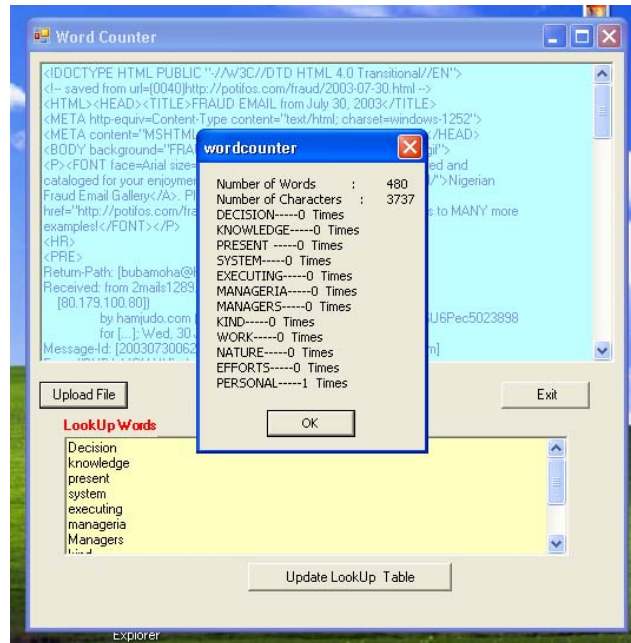 Word Counter
<!DOCTYPE HTML PUBLIC "-//W3C//DTD HTML 4.0 Transitional//EN">
<!-- saved from url=(0040)http://potifos.com/fraud/2003-07-30.html -->
<HTML><HEAD><TITLE>FRAUD EMAIL from July 30, 2003</TITLE>
<META http-equiv=Content-Type content="text/html; charset=windows-1252">
<META content="MSHTML </HEAD>
<BODY background="FRA gif">
<P><FONT face=Arial size= ed and
cataloged for your enjoymer /">Nigerian
Fraud Email Gallery</A>. Pl
href="http://potifos.com/fra s to MANY more
examples!</FONT></P>
<HR>
<PRE>
Return-Path: [bubamoha@
Received: from 2mails1289.
[80.179.100.80])
by hamjudo.com U6Pec5023898
for [...]; Wed, 30
Message-Id: [20030730062 m]
wordcounter
Number of Words : 480
Number of Characters : 3737
DECISION-----0 Times
KNOWLEDGE-----0 Times
PRESENT -----0 Times
SYSTEM-----0 Times
EXECUTING-----0 Times
MANAGERIA-----0 Times
MANAGERS-----0 Times
KIND-----0 Times
WORK-----0 Times
NATURE-----0 Times
EFFORTS-----0 Times
PERSONAL-----1 Times
OK
Upload File
Exit
LookUp Words
Decision
knowledge
present
system
executing
manageria
Managers
kind
Update LookUp Table
Explorer